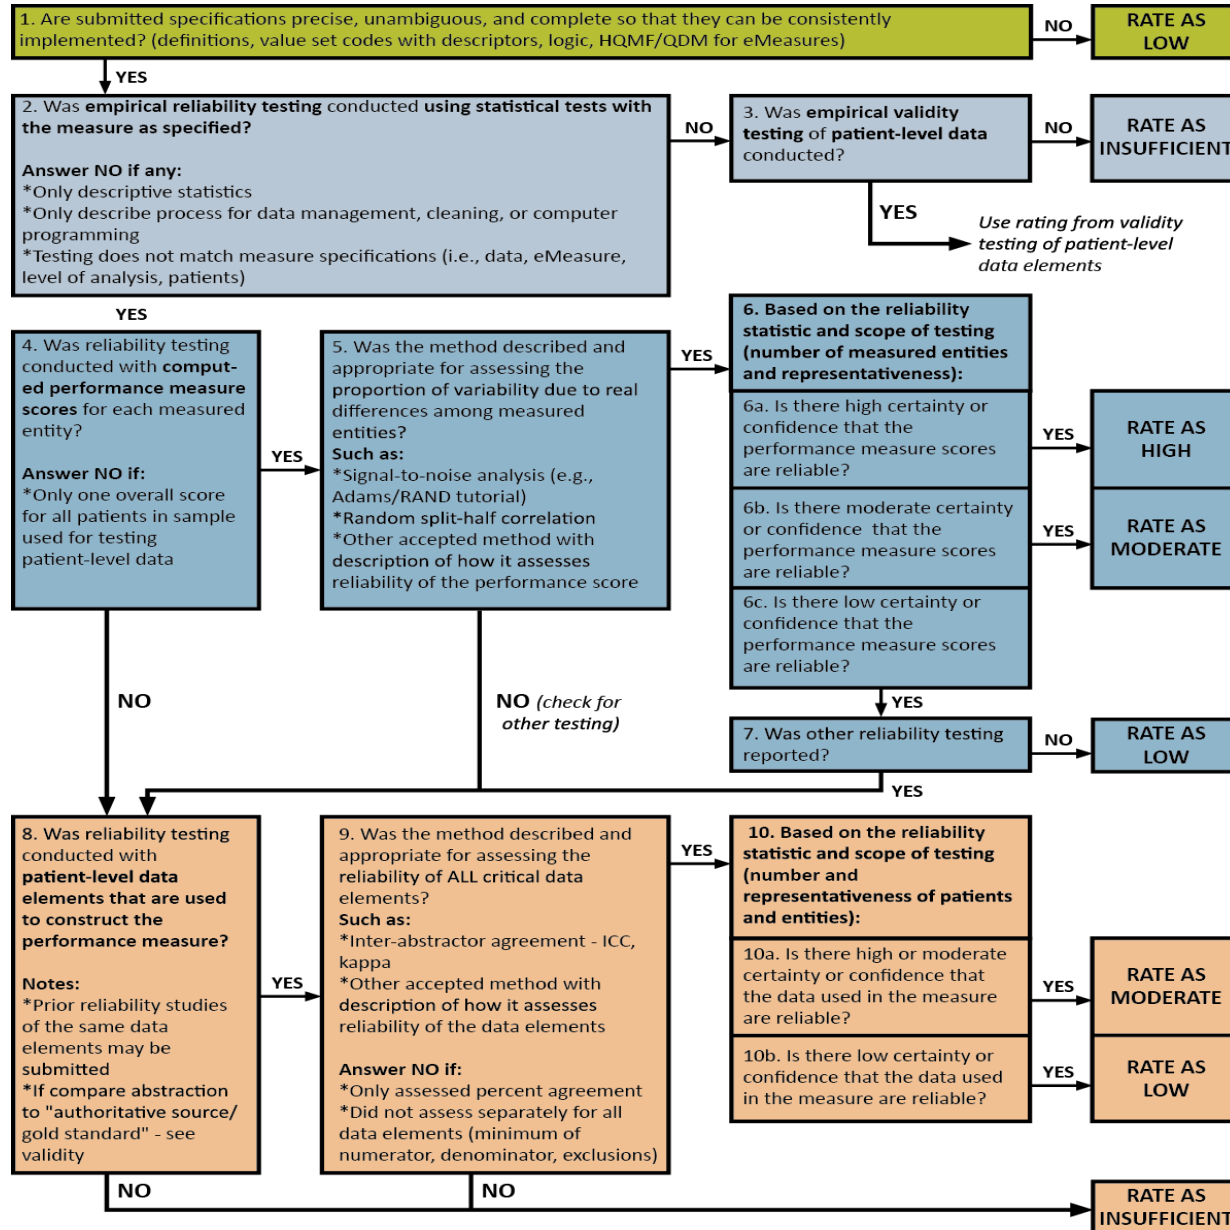 1. Are submitted specifications precise, unambiguous, and complete so that they can be consistently
implemented? (definitions, value set codes with descriptors, logic, HQMF/QDM for eMeasures)
NO
RATE AS
LOW
YES
2. Was empirical reliability testing conducted using statistical tests with
the measure as specified?
Answer NO if any:
*Only descriptive statistics
*Only describe process for data management, cleaning, or computer
programming
*Testing does not match measure specifications (i.e., data, eMeasure,
level of analysis, patients)
NO
3. Was empirical validity
testing of patient-level data
conducted?
NO
RATE AS
INSUFFICIENT
YES
Use rating from validity
testing of patient-level
data elements
YES
4. Was reliability testing
conducted with comput-
ed performance measure
scores for each measured
entity?
Answer NO if:
*Only one overall score
for all patients in sample
used for testing
patient-level data
YES
5. Was the method described and
appropriate for assessing the
proportion of variability due to real
differences among measured
entities?
Such as:
*Signal-to-noise analysis (e.g.,
Adams/RAND tutorial)
*Random split-half correlation
*Other accepted method with
description of how it assesses
reliability of the performance score
YES
6. Based on the reliability
statistic and scope of testing
(number of measured entities
and representativeness):
6a. Is there high certainty or
confidence that the
performance measure scores
are reliable?
YES
RATE AS
HIGH
6b. Is there moderate certainty
or confidence that the
performance measure scores
are reliable?
YES
RATE AS
MODERATE
6c. Is there low certainty or
confidence that the
performance measure scores
are reliable?
NO
NO (check for
other testing)
YES
7. Was other reliability testing
reported?
NO
RATE AS
LOW
YES
8. Was reliability testing
conducted with
patient-level data
elements that are used
to construct the
performance measure?
Notes:
*Prior reliability studies
of the same data
elements may be
submitted
*If compare abstraction
to "authoritative source/
gold standard" - see
validity
YES
9. Was the method described and
appropriate for assessing the
reliability of ALL critical data
elements?
Such as:
*Inter-abstractor agreement - ICC,
kappa
*Other accepted method with
description of how it assesses
reliability of the data elements
Answer NO if:
*Only assessed percent agreement
*Did not assess separately for all
data elements (minimum of
numerator, denominator, exclusions)
YES
10. Based on the reliability
statistic and scope of testing
(number and
representativeness of patients
and entities):
10a. Is there high or moderate
certainty or confidence that
the data used in the measure
are reliable?
YES
RATE AS
MODERATE
10b. Is there low certainty or
confidence that the data used
in the measure are reliable?
YES
RATE AS
LOW
NO
NO
RATE AS
INSUFFICIENT